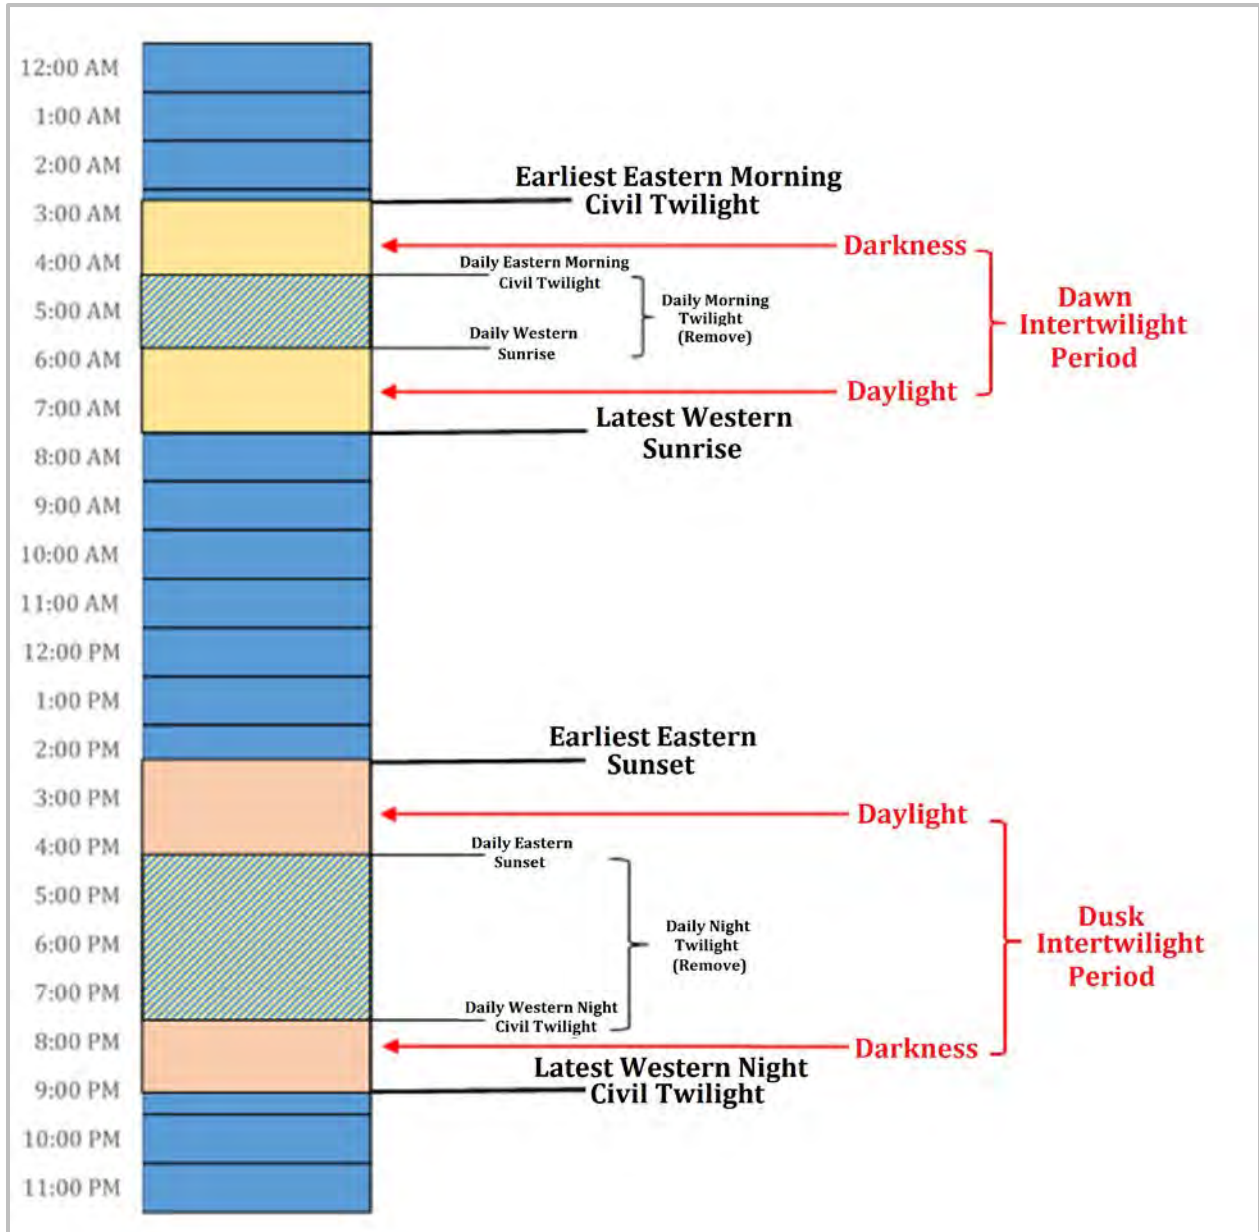 12:00 AM
1:00 AM
2:00 AM
3:00 AM
4:00 AM
5:00 AM
6:00 AM
7:00 AM
8:00 AM
9:00 AM
10:00 AM
11:00 AM
12:00 PM
1:00 PM
2:00 PM
3:00 PM
4:00 PM
5:00 PM
6:00 PM
7:00 PM
8:00 PM
9:00 PM
10:00 PM
11:00 PM
Earliest Eastern Morning
Civil Twilight
Darkness
Daily Eastern Morning
Civil Twilight
Daily Morning
Twilight
(Remove)
Daily Western
Sunrise
Daylight
Dawn
Intertwilight
Period
Latest Western
Sunrise
Earliest Eastern
Sunset
Daylight
Daily Eastern
Sunset
Daily Night
Twilight
(Remove)
Daily Western Night
Civil Twilight
Darkness
Dusk
Intertwilight
Period
Latest Western Night
Civil Twilight